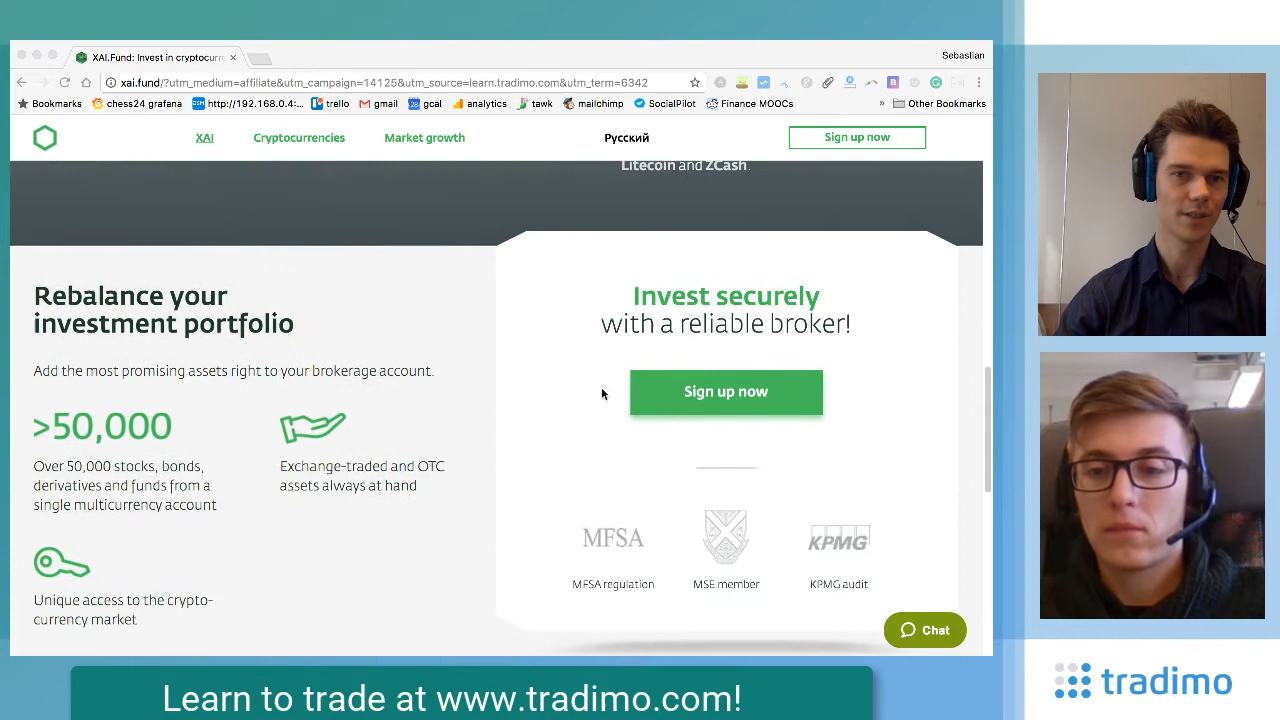 XAI.Fund: Invest in cryptocurre
Sebastian
xai.fund/?utm_medium=affiliate&utm_campaign=14125&utm_source=learn.tradimo.com&utm_term=6342
Bookmarks
chess24 grafana
http://192.168.0.4:...
trello
gmail
gcal
analytics
tawk
mailchimp
SocialPilot
Finance MOOCs
Other Bookmarks
XAI
Cryptocurrencies
Market growth
Русский
Sign up now
Litecoin and ZCash.
Rebalance your
investment portfolio
Add the most promising assets right to your brokerage account.
>50,000
Over 50,000 stocks, bonds,
derivatives and funds from a
single multicurrency account
Exchange-traded and OTC
assets always at hand
Unique access to the crypto-
currency market
Invest securely
with a reliable broker!
Sign up now
MFSA
KPMG
MFSA regulation
MSE member
KPMG audit
Chat
tradimo
Learn to trade at www.tradimo.com!